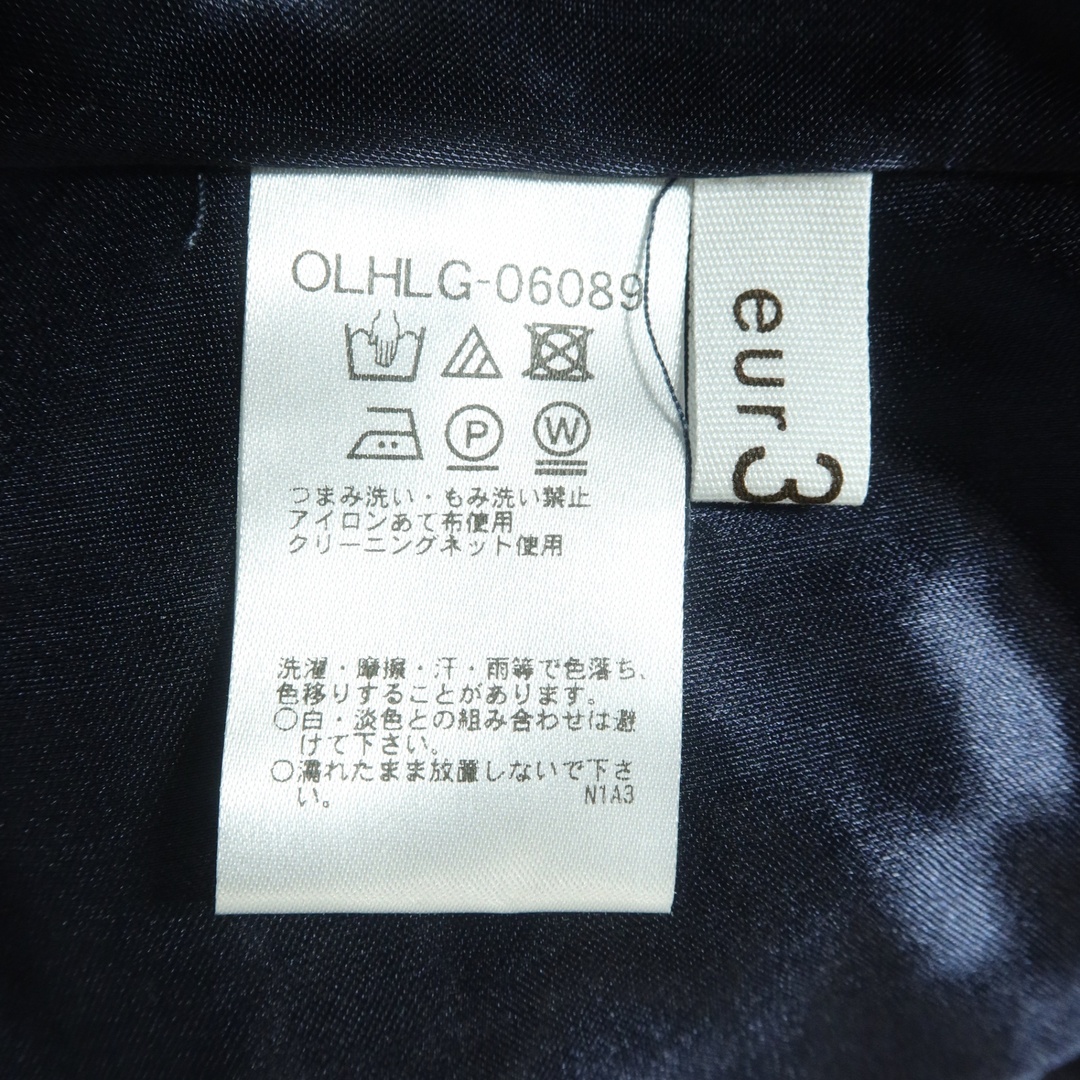 OLHLG-06089
P
W
つまみ洗い・もみ洗い禁止
アイロンあて布使用
クリーニングネット使用
洗濯・摩擦・汗・雨等で色落ち、
色移りすることがあります。
○白・淡色との組み合わせは避
けて下さい。
○濡れたまま放置しないで下さ
い。
N1A3
eur3